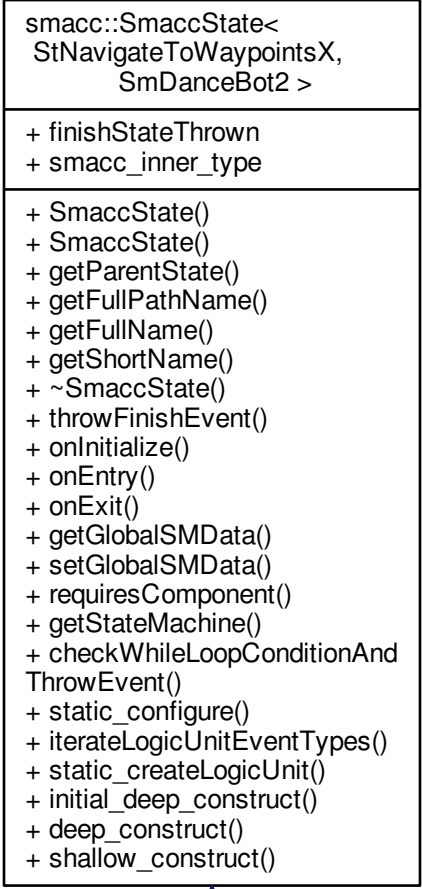 smacc::SmaccState<
StNavigateToWaypointsX,
SmDanceBot2 >
+ finishStateThrown
+ smacc_inner_type
+ SmaccState()
+ SmaccState()
+ getParentState()
+ getFullPathName()
+ getFullName()
+ getShortName()
+ ~SmaccState()
+ throwFinishEvent()
+ onInitialize()
+ onEntry()
+ onExit()
+ getGlobalSMData()
+ setGlobalSMData()
+ requiresComponent()
+ getStateMachine()
+ checkWhileLoopConditionAnd
ThrowEvent()
+ static_configure()
+ iterateLogicUnitEventTypes()
+ static_createLogicUnit()
+ initial_deep_construct()
+ deep_construct()
+ shallow_construct()